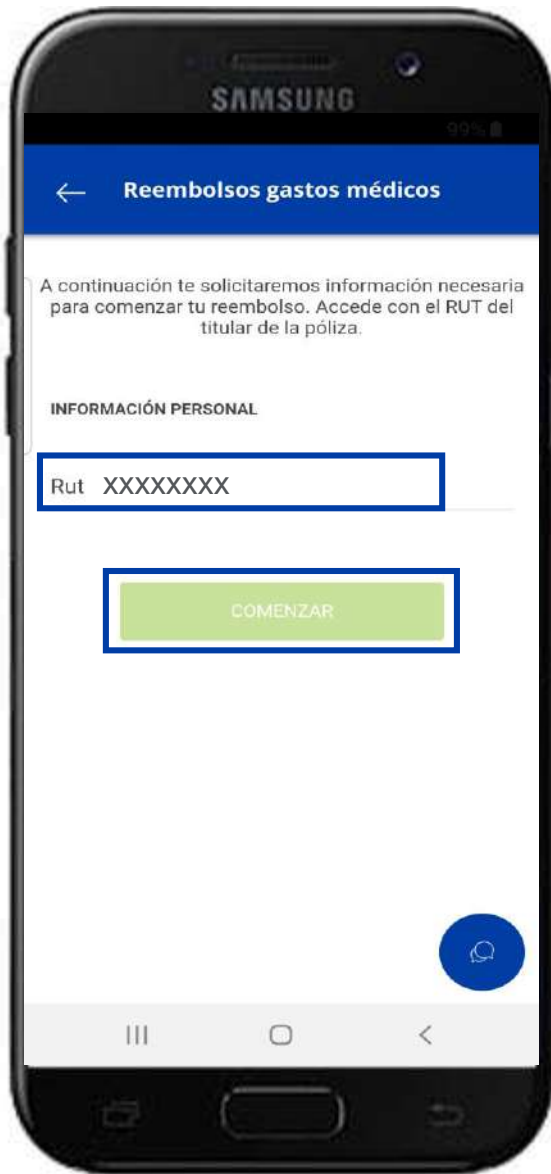 SAMSUNG
99%
Reembolsos gastos médicos
A continuación te solicitaremos información necesaria
para comenzar tu reembolso. Accede con el RUT del
titular de la póliza.
INFORMACIÓN PERSONAL
Rut XXXXXXXX
COMENZAR